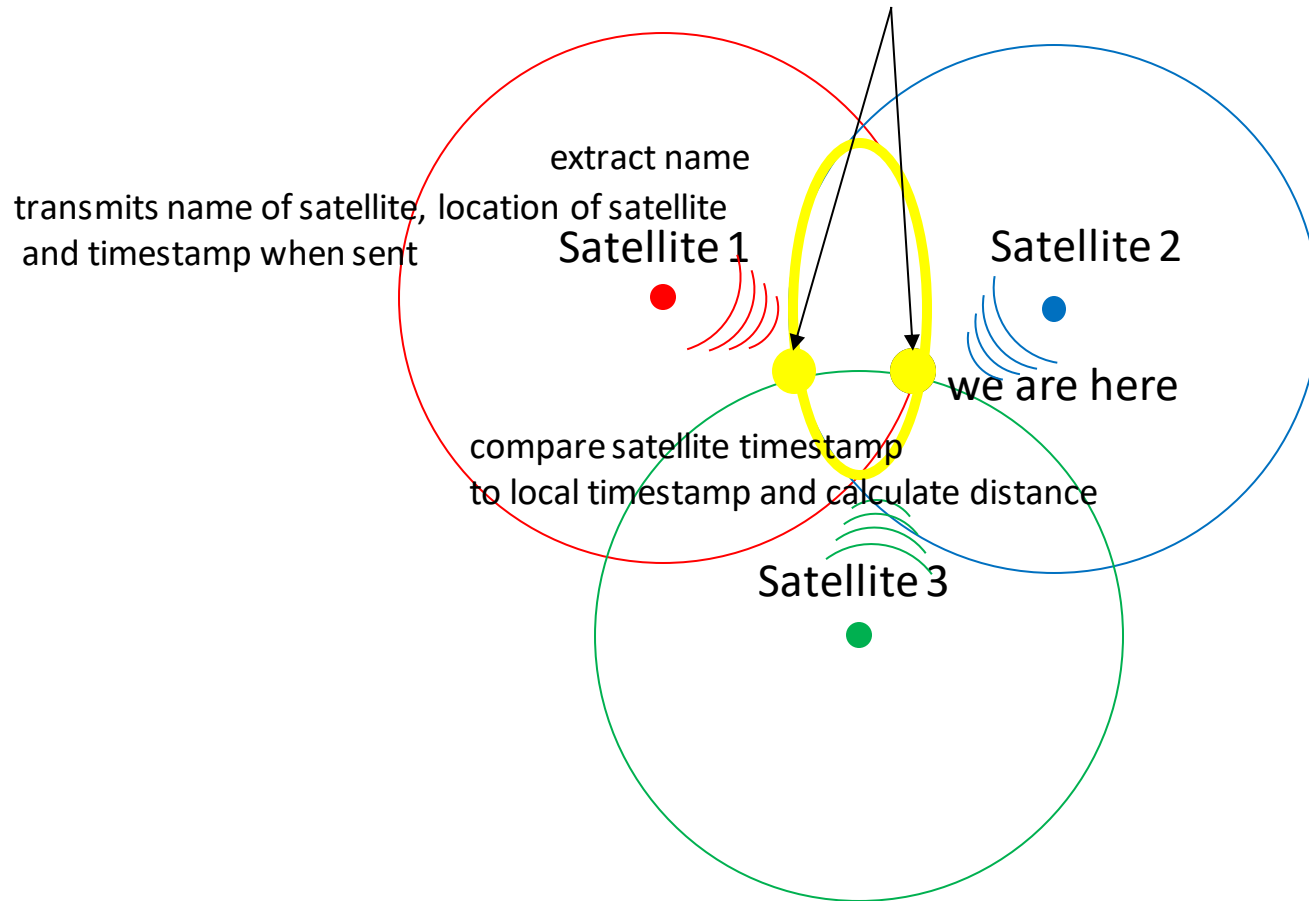 extract name
transmits name of satellite, location of satellite
and timestamp when sent
Satellite 1
Satellite 2
we are here
compare satellite timestamp
to local timestamp and calculate distance
Satellite 3